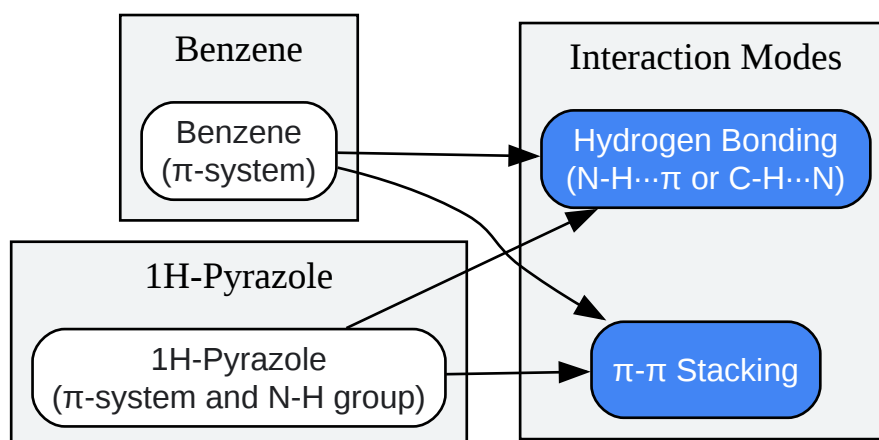 Benzene
Benzene
(π-system)
1H-Pyrazole
1H-Pyrazole
(π-system and N-H group)
Interaction Modes
Hydrogen Bonding
(N-H···π or C-H···N)
π-π Stacking